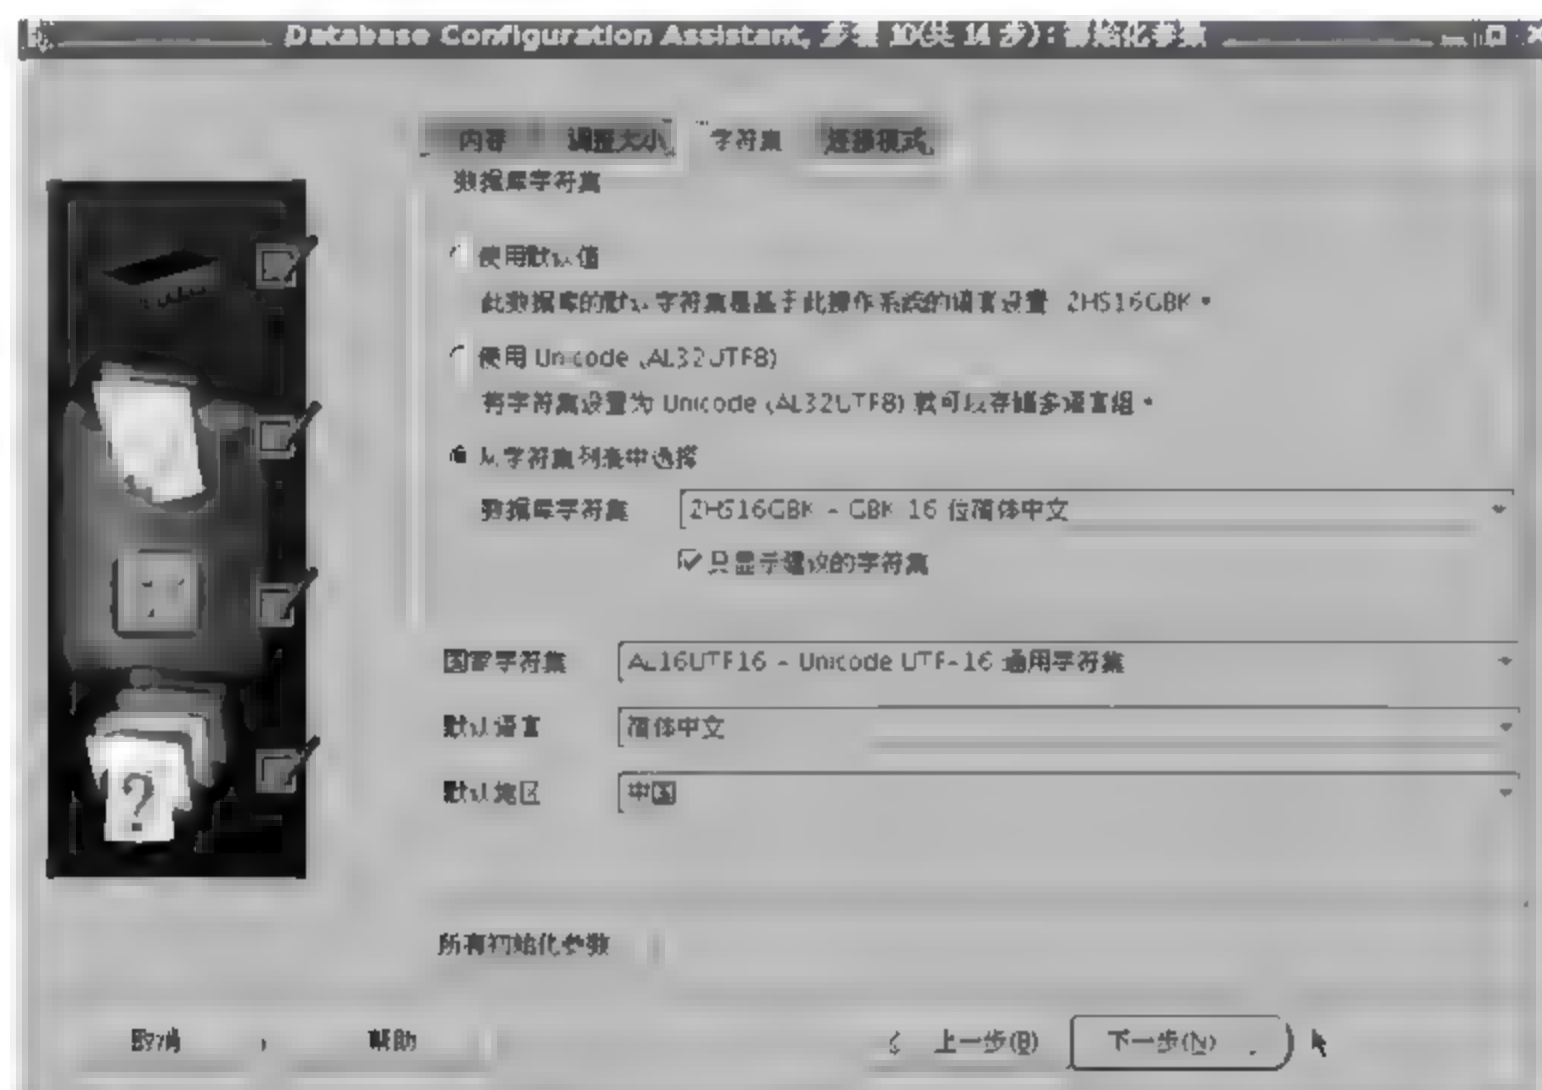 Database Configuration Assistant, 步骤 10(共 14 步): 初始化参数
内存 调整大小 字符集 连接模式
数据库字符集
使用默认值
此数据库的默认字符集是基于此操作系统的语言设置 ZHS16GBK。
使用 Unicode (AL32UTF8)
将字符集设置为 Unicode (AL32UTF8) 就可以存储多语言组。
从字符集列表中选择
数据库字符集 ZHS16GBK - GBK 16 位简体中文
只显示建议的字符集
国家字符集 AL16UTF16 - Unicode UTF-16 通用字符集
默认语言 简体中文
默认地区 中国
所有初始化参数
取消 帮助 上一步(B) 下一步(N)